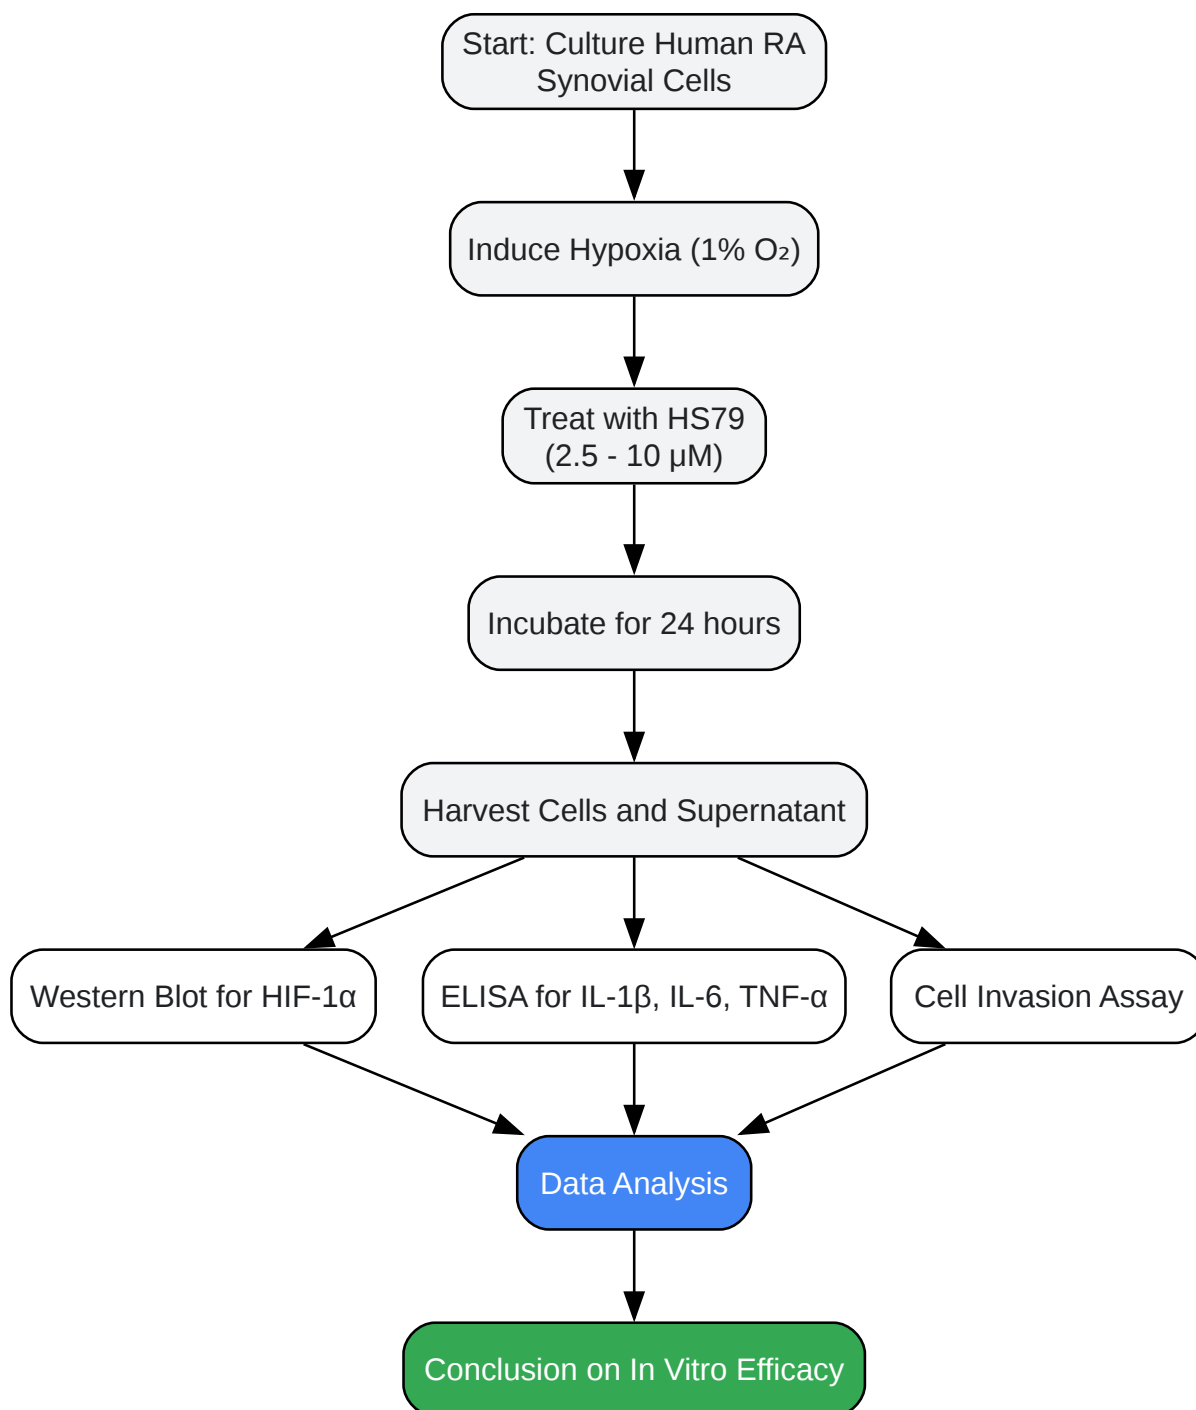 Start: Culture Human RA
Synovial Cells
Induce Hypoxia (1% O₂)
Treat with HS79
(2.5 - 10 μM)
Incubate for 24 hours
Harvest Cells and Supernatant
Western Blot for HIF-1α
ELISA for IL-1β, IL-6, TNF-α
Cell Invasion Assay
Data Analysis
Conclusion on In Vitro Efficacy